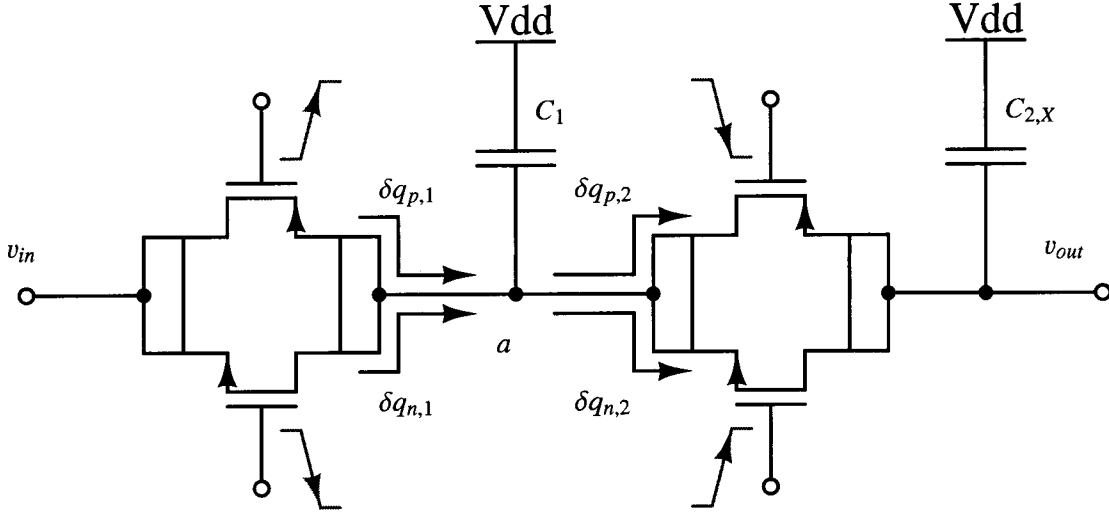 Vdd
Vdd
C1
C2,X
δqp,1
δqp,2
vin
vout
a
δqn,1
δqn,2